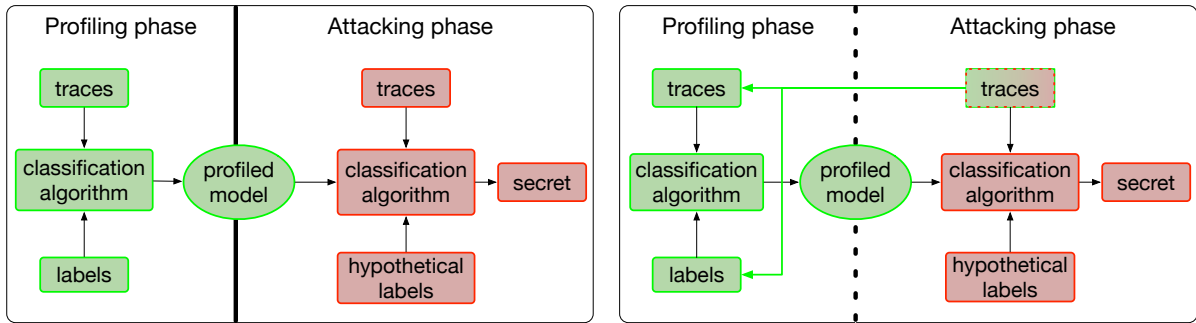 Profiling phase
Attacking phase
traces
traces
classification
algorithm
profiled
model
classification
algorithm
secret
labels
hypothetical
labels
Profiling phase
Attacking phase
traces
traces
classification
algorithm
profiled
model
classification
algorithm
secret
labels
hypothetical
labels